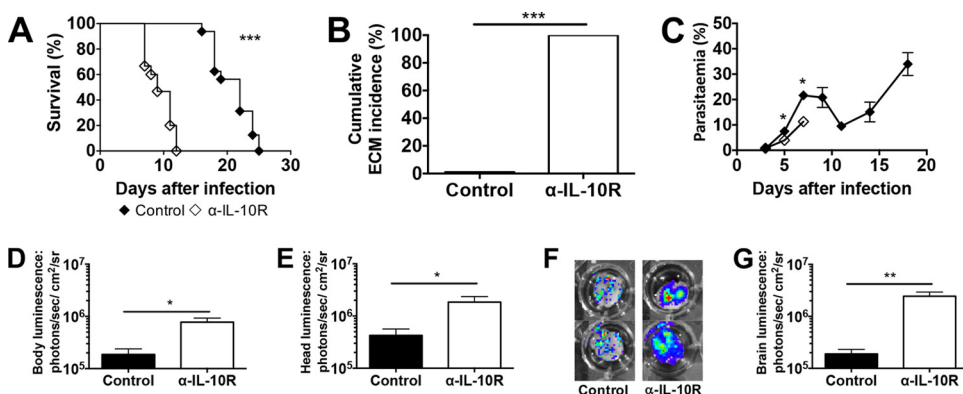 A
Survival (%)
100
80
60
40
20
0
***
0 10 20 30
Days after infection
Control α-IL-10R
B
Cumulative
ECM incidence (%)
100
80
60
40
20
0
***
Control α-IL-10R
C
Parasitaemia (%)
50
40
30
20
10
0
* *
0 5 10 15 20
Days after infection
D
Body luminescence:
photons/sec/ cm²/sr
10⁷
10⁶
10⁵
*
Control α-IL-10R
E
Head luminescence:
photons/sec/ cm²/sr
10⁷
10⁶
10⁵
*
Control α-IL-10R
F
Control α-IL-10R
G
Brain luminescence:
photons/sec/ cm²/sr
10⁷
10⁶
10⁵
**
Control α-IL-10R